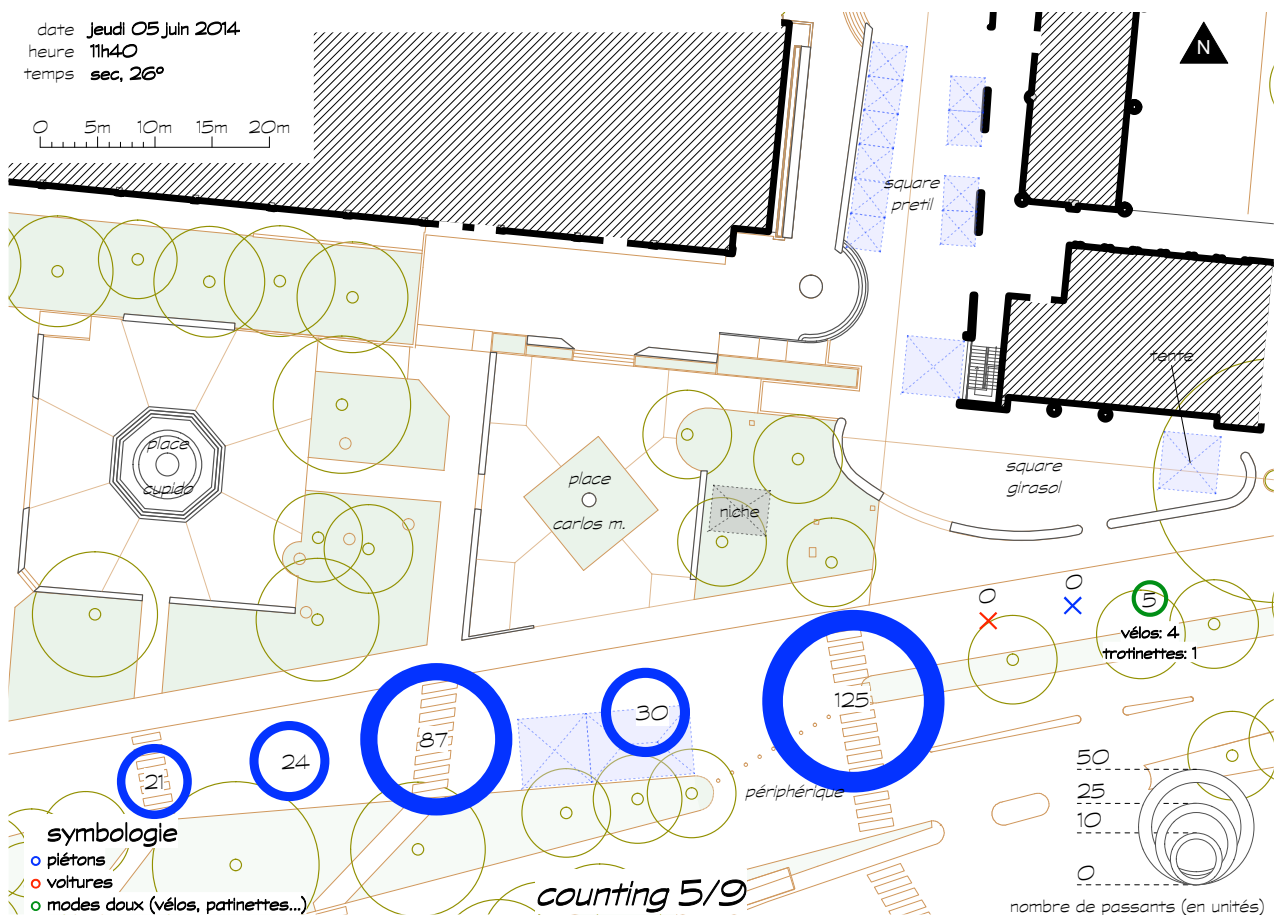 date jeudi 05 juin 2014
heure 11h40
temps sec, 26°
0 5m 10m 15m 20m
N
square
pretil
tente
place
cupido
place
carlos m.
niche
square
girasol
0
0
5
vélos: 4
trotinettes: 1
125
30
87
24
21
périphérique
symbologie
piétons
voitures
modes doux (vélos, patinettes...)
counting 5/9
50
25
10
0
nombre de passants (en unités)